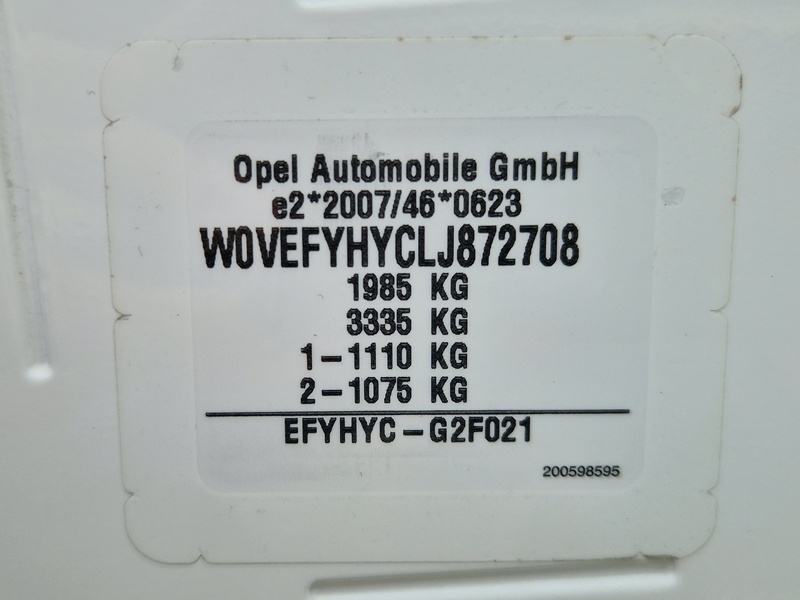 Opel Automobile GmbH
e2*2007/46*0623
W0VEFYHYCLJ872708
1985 KG
3335 KG
1-1110 KG
2-1075 KG
EFYHYC-G2F021
200598595